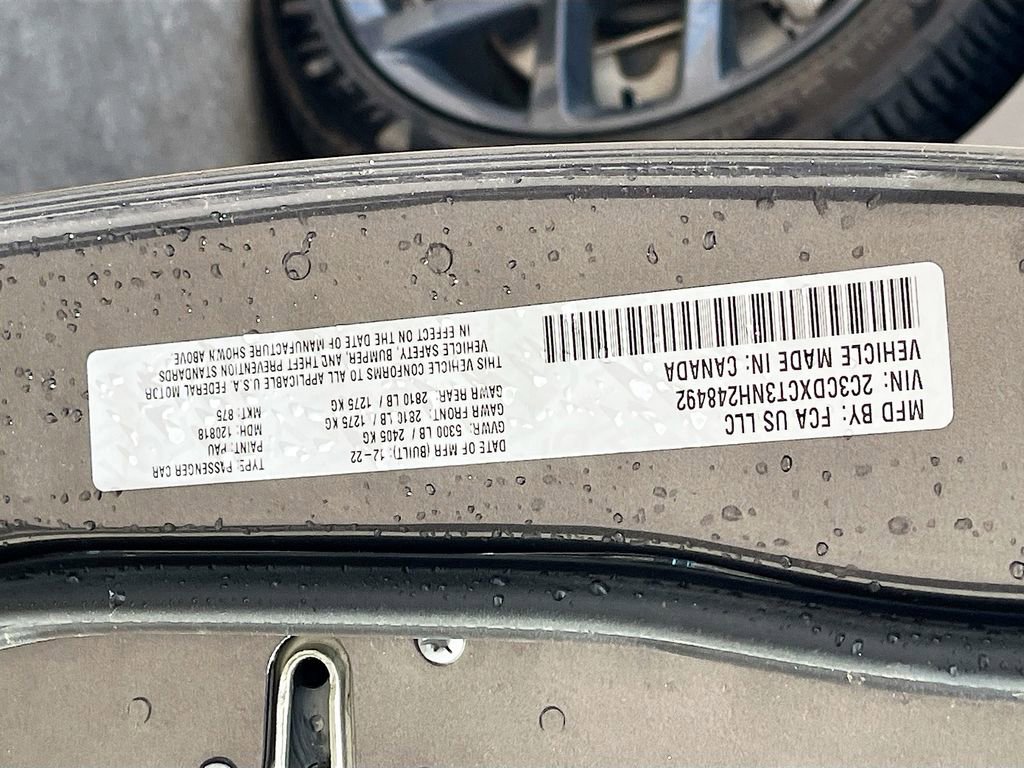 MFD BY: FCA US LLC
VIN: 2C3CDXCT3NH248492
VEHICLE MADE IN: CANADA
DATE OF MFR (BUILT): 12-22
GVWR: 5300 LB / 2405 KG
GAWR FRONT: 2810 LB / 1275 KG
GAWR REAR: 2810 LB / 1275 KG
THIS VEHICLE CONFORMS TO ALL APPLICABLE U.S.A. FEDERAL MOTOR
VEHICLE SAFETY, BUMPER, AND THEFT PREVENTION STANDARDS
IN EFFECT ON THE DATE OF MANUFACTURE SHOWN ABOVE.
TYPE: PASSENGER CAR
PAINT: PAU
MDH: 120818
MKT: 875